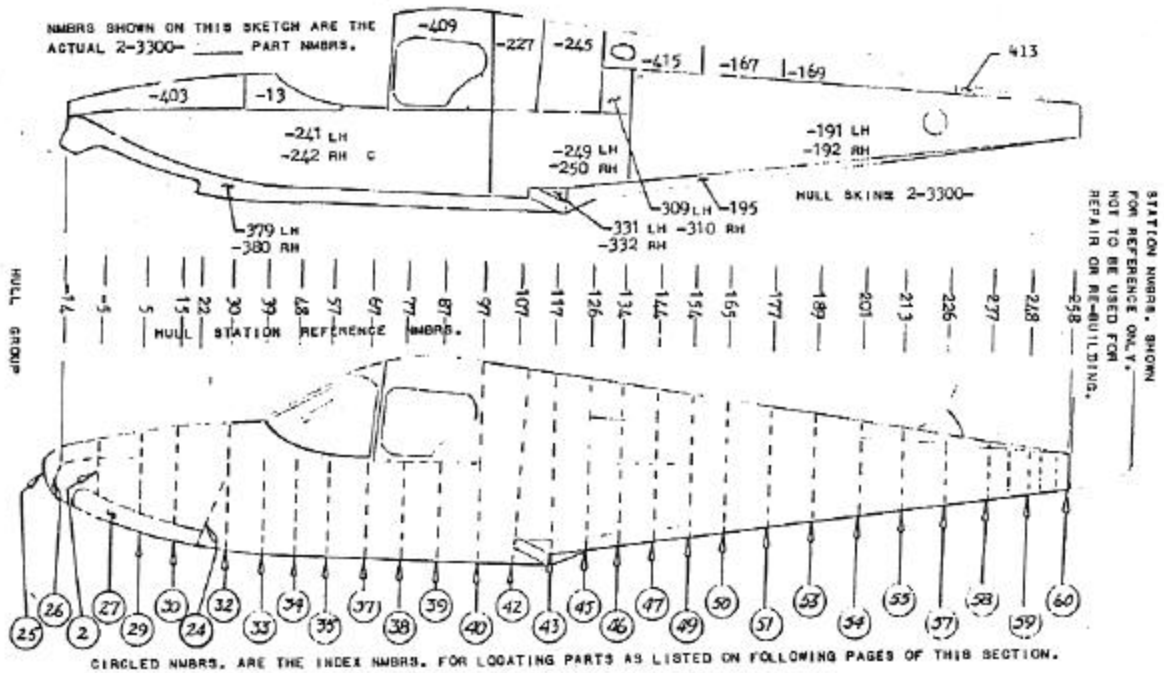 NMBRS SHOWN ON THIS SKETCH ARE THE
ACTUAL 2-3300- ____ PART NMBRS.
-409
-227
-245
-415
-167
-169
413
-403
-13
-241 LH
-242 RH C
-249 LH
-250 RH
-191 LH
-192 RH
HULL SKINS 2-3300-
-309 LH
-310 RH
-195
-331 LH
-332 RH
-379 LH
-380 RH
STATION NMBRS. SHOWN
FOR REFERENCE ONLY.
NOT TO BE USED FOR
REPAIR OR RE-BUILDING.
HULL GROUP
-14 -5 5 15 22 30 39 48 57 67 77 87 97 107 117 126 134 144 154 165 177 189 201 213 226 237 248 258
HULL STATION REFERENCE NMBRS.
25 26 2 27 29 30 24 32 33 34 35 37 38 39 40 42 43 45 46 47 49 50 51 53 54 55 57 58 59 60
CIRCLED NMBRS. ARE THE INDEX NMBRS. FOR LOCATING PARTS AS LISTED ON FOLLOWING PAGES OF THIS SECTION.